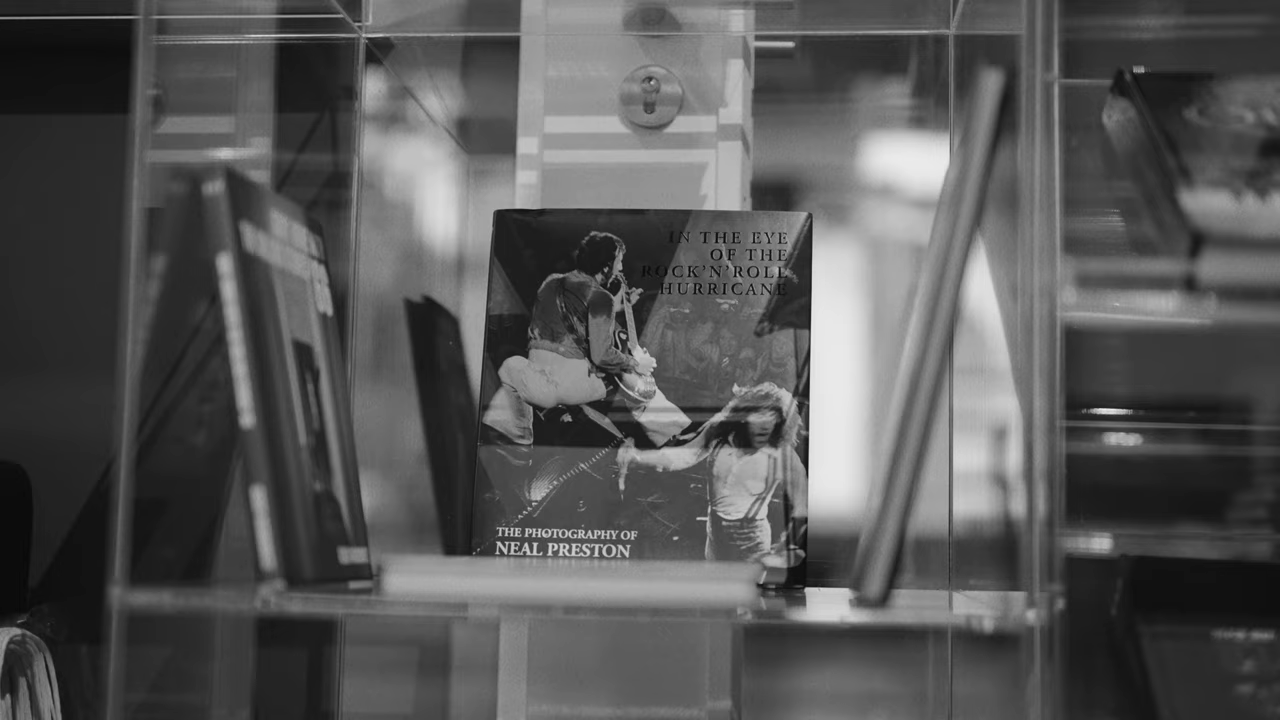 IN THE EYE
OF THE
ROCK'N'ROLL
HURRICANE
THE PHOTOGRAPHY OF
NEAL PRESTON